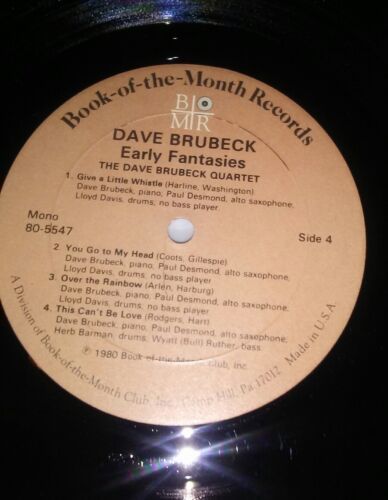 Book-of-the-Month Records
B|O
M|R
DAVE BRUBECK
Early Fantasies
THE DAVE BRUBECK QUARTET
1. Give a Little Whistle (Harline, Washington)
Dave Brubeck, piano, Paul Desmond, alto saxophone,
Lloyd Davis, drums, no bass player
Mono
80-5547
Side 4
2. You Go to My Head (Coots, Gillespie)
Dave Brubeck, piano, Paul Desmond, alto saxophone,
Lloyd Davis, drums, no bass player
3. Over the Rainbow (Arlen, Harburg)
Dave Brubeck, piano, Paul Desmond, alto saxophone,
Lloyd Davis, drums, no bass player
4. This Can't Be Love (Rodgers, Hart)
Dave Brubeck, piano, Paul Desmond, alto saxophone,
Herb Barman, drums, Wyatt (Bull) Ruther, bass
℗ 1980 Book-of-the-Month Club, Inc.
A Division of Book-of-the-Month Club, Inc., Camp Hill, Pa 17012 Made in U.S.A.